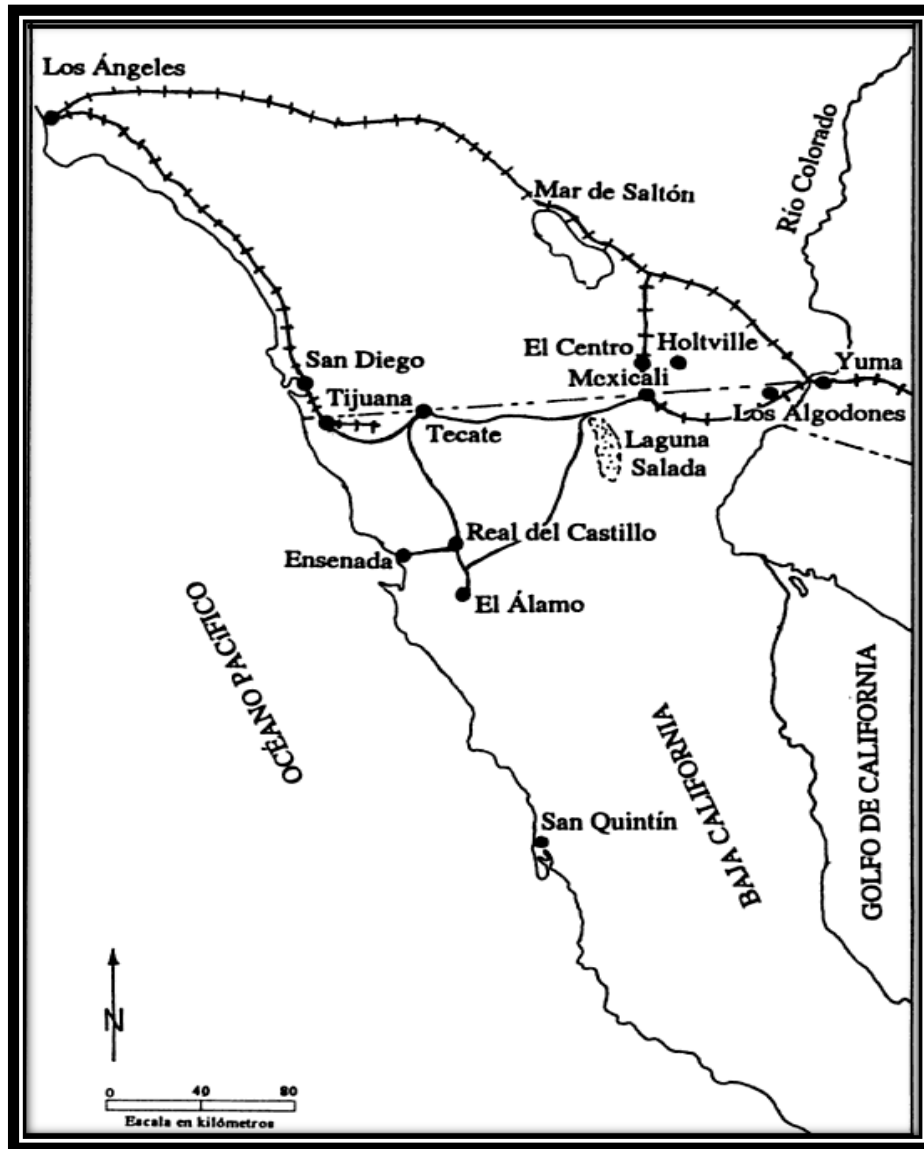 Los Ángeles
Mar de Saltón
Río Colorado
El Centro
Holtville
San Diego
Mexicali
Yuma
Tijuana
Los Algodones
Tecate
Laguna
Salada
Real del Castillo
Ensenada
El Álamo
OCÉANO PACÍFICO
BAJA CALIFORNIA
GOLFO DE CALIFORNIA
San Quintín
N
0 40 80
Escala en kilómetros